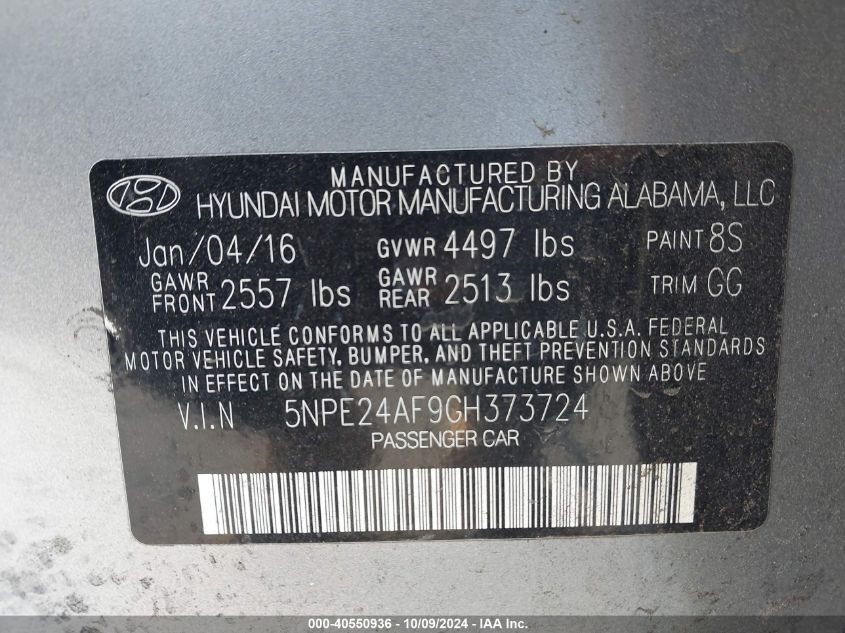 MANUFACTURED BY
HYUNDAI MOTOR MANUFACTURING ALABAMA, LLC
Jan/04/16 GVWR 4497 lbs PAINT 8S
GAWR FRONT 2557 lbs GAWR REAR 2513 lbs TRIM GG
THIS VEHICLE CONFORMS TO ALL APPLICABLE U.S.A. FEDERAL
MOTOR VEHICLE SAFETY, BUMPER, AND THEFT PREVENTION STANDARDS
IN EFFECT ON THE DATE OF MANUFACTURE SHOWN ABOVE
V.I.N 5NPE24AF9GH373724
PASSENGER CAR
000-40550936 - 10/09/2024 - IAA Inc.